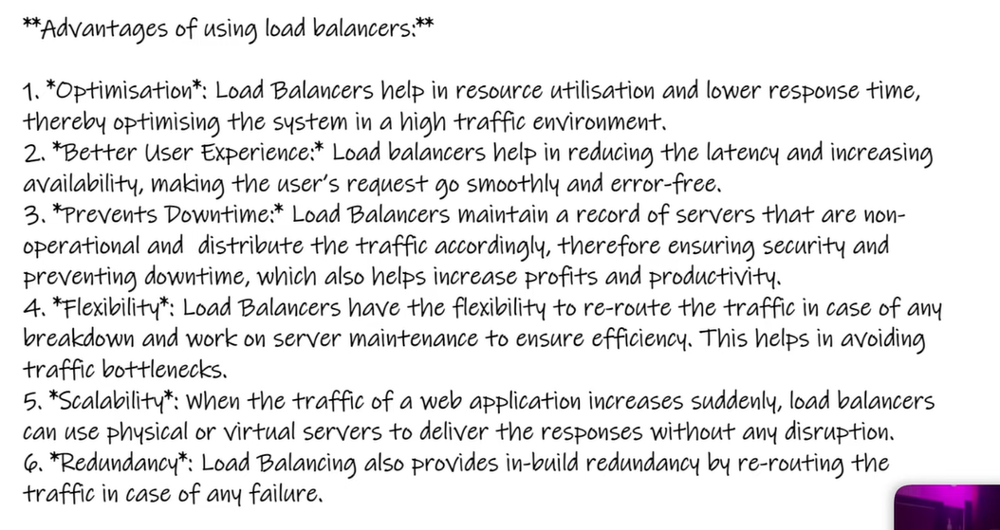 **Advantages of using load balancers:**
1. *Optimisation*: Load Balancers help in resource utilisation and lower response time,
thereby optimising the system in a high traffic environment.
2. *Better User Experience:* Load balancers help in reducing the latency and increasing
availability, making the user's request go smoothly and error-free.
3. *Prevents Downtime:* Load Balancers maintain a record of servers that are non-
operational and  distribute the traffic accordingly, therefore ensuring security and
preventing downtime, which also helps increase profits and productivity.
4. *Flexibility*: Load Balancers have the flexibility to re-route the traffic in case of any
breakdown and work on server maintenance to ensure efficiency. This helps in avoiding
traffic bottlenecks.
5. *Scalability*: When the traffic of a web application increases suddenly, load balancers
can use physical or virtual servers to deliver the responses without any disruption.
6. *Redundancy*: Load Balancing also provides in-build redundancy by re-routing the
traffic in case of any failure.